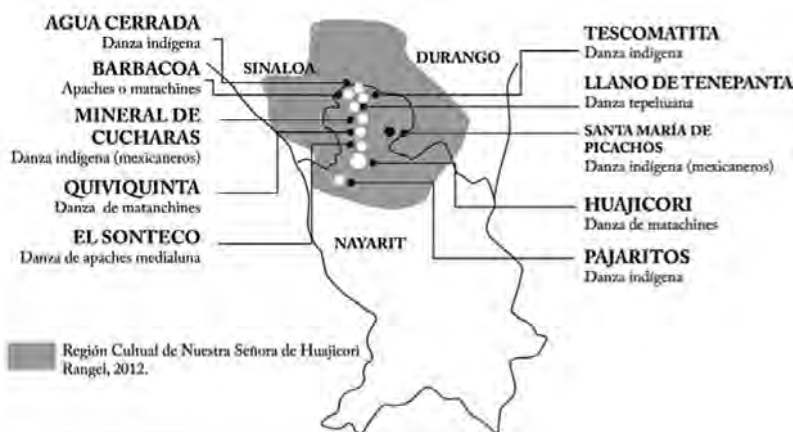 AGUA CERRADA
Danza indígena
BARBACOA
Apaches o matachines
MINERAL DE
CUCHARAS
Danza indígena (mexicaneros)
QUIVIQUINTA
Danza de matanchines
EL SONTECO
Danza de apaches medialuna
SINALOA
DURANGO
NAYARIT
TESCOMATITA
Danza indígena
LLANO DE TENEPANTA
Danza tepehuana
SANTA MARÍA DE
PICACHOS
Danza indígena (mexicaneros)
HUAJICORI
Danza de matachines
PAJARITOS
Danza indígena
Región Cultual de Nuestra Señora de Huajicori
Rangel, 2012.